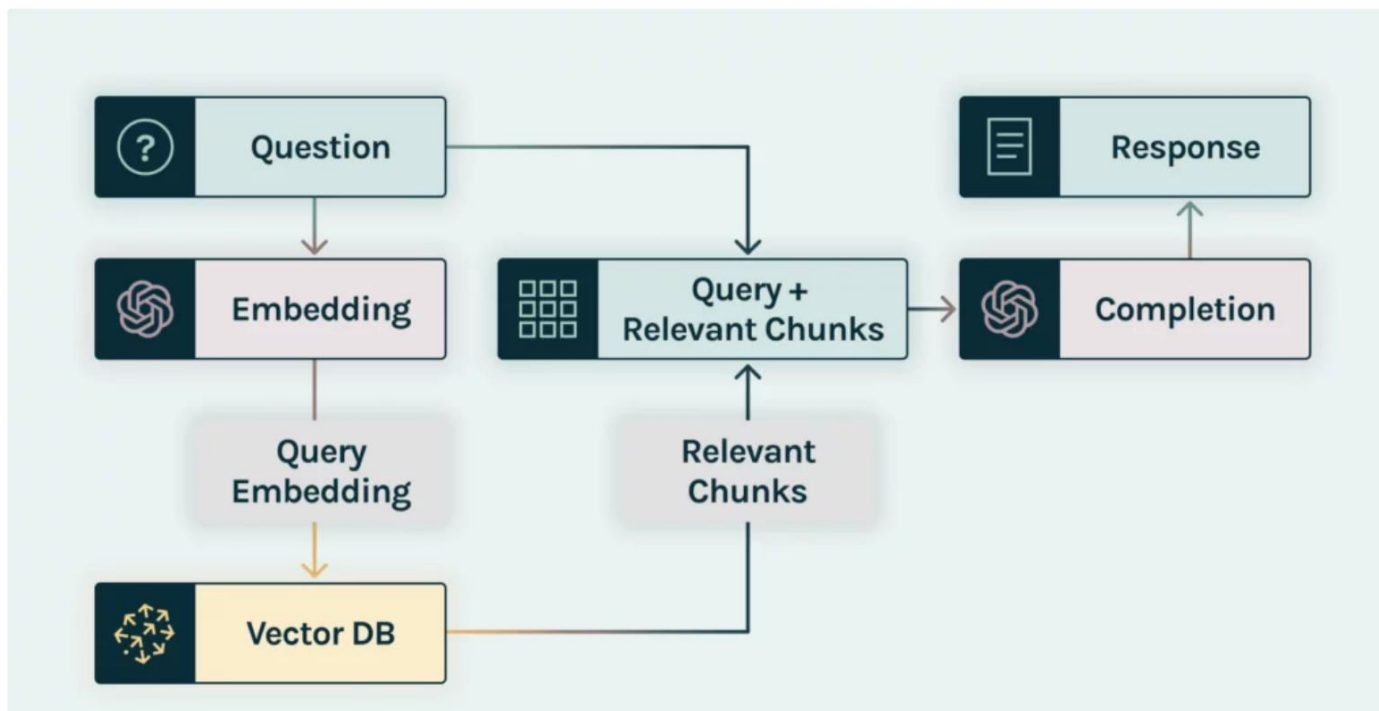 ?
Question
Response
Embedding
Query +
Relevant Chunks
Completion
Query
Embedding
Relevant
Chunks
Vector DB